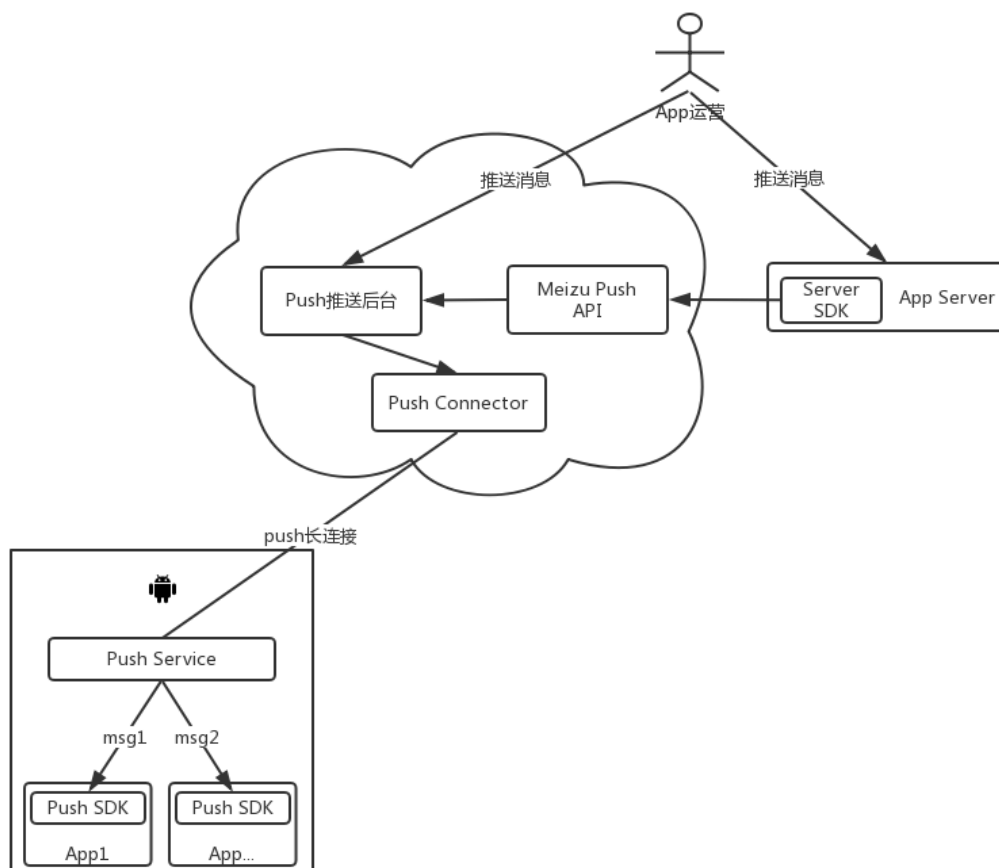 App运营
推送消息
推送消息
Push推送后台
Meizu Push
API
Server
SDK
App Server
Push Connector
push长连接
Push Service
msg1
msg2
Push SDK
Push SDK
App1
App...